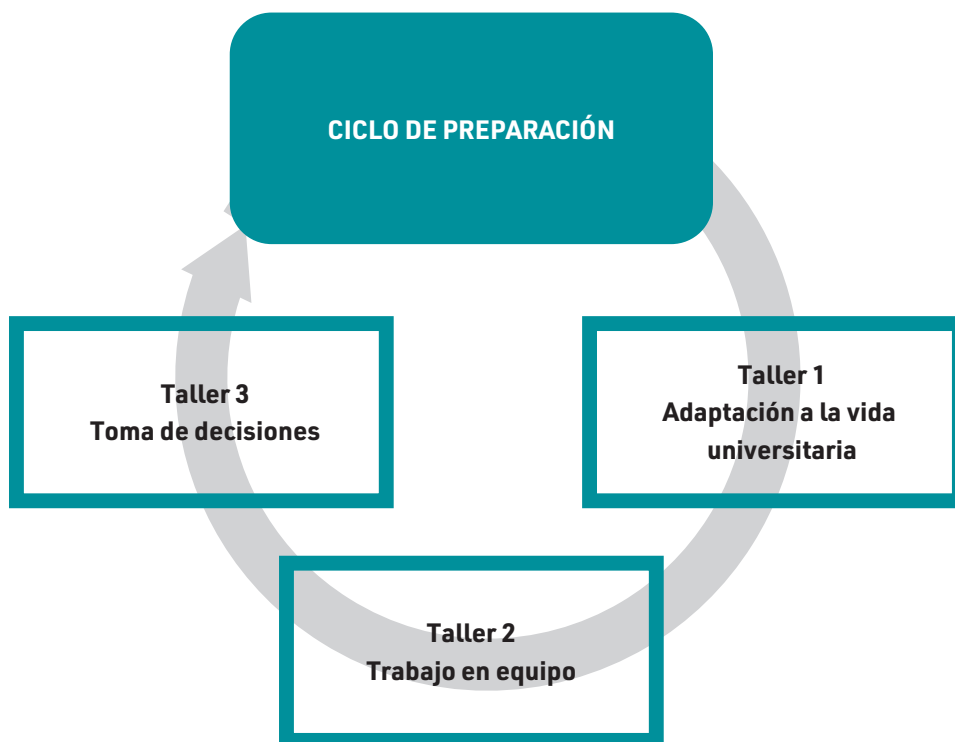 CICLO DE PREPARACIÓN
Taller 1
Adaptación a la vida
universitaria
Taller 2
Trabajo en equipo
Taller 3
Toma de decisiones